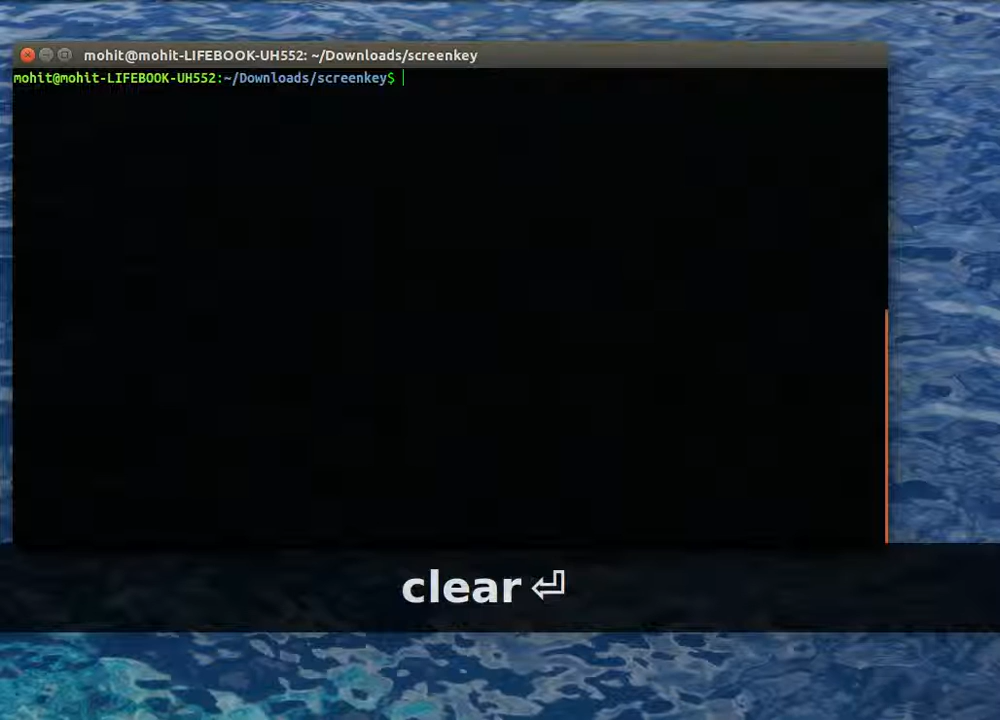 mohit@mohit-LIFEBOOK-UH552: ~/Downloads/screenkey
mohit@mohit-LIFEBOOK-UH552:~/Downloads/screenkey$
clear ⏎